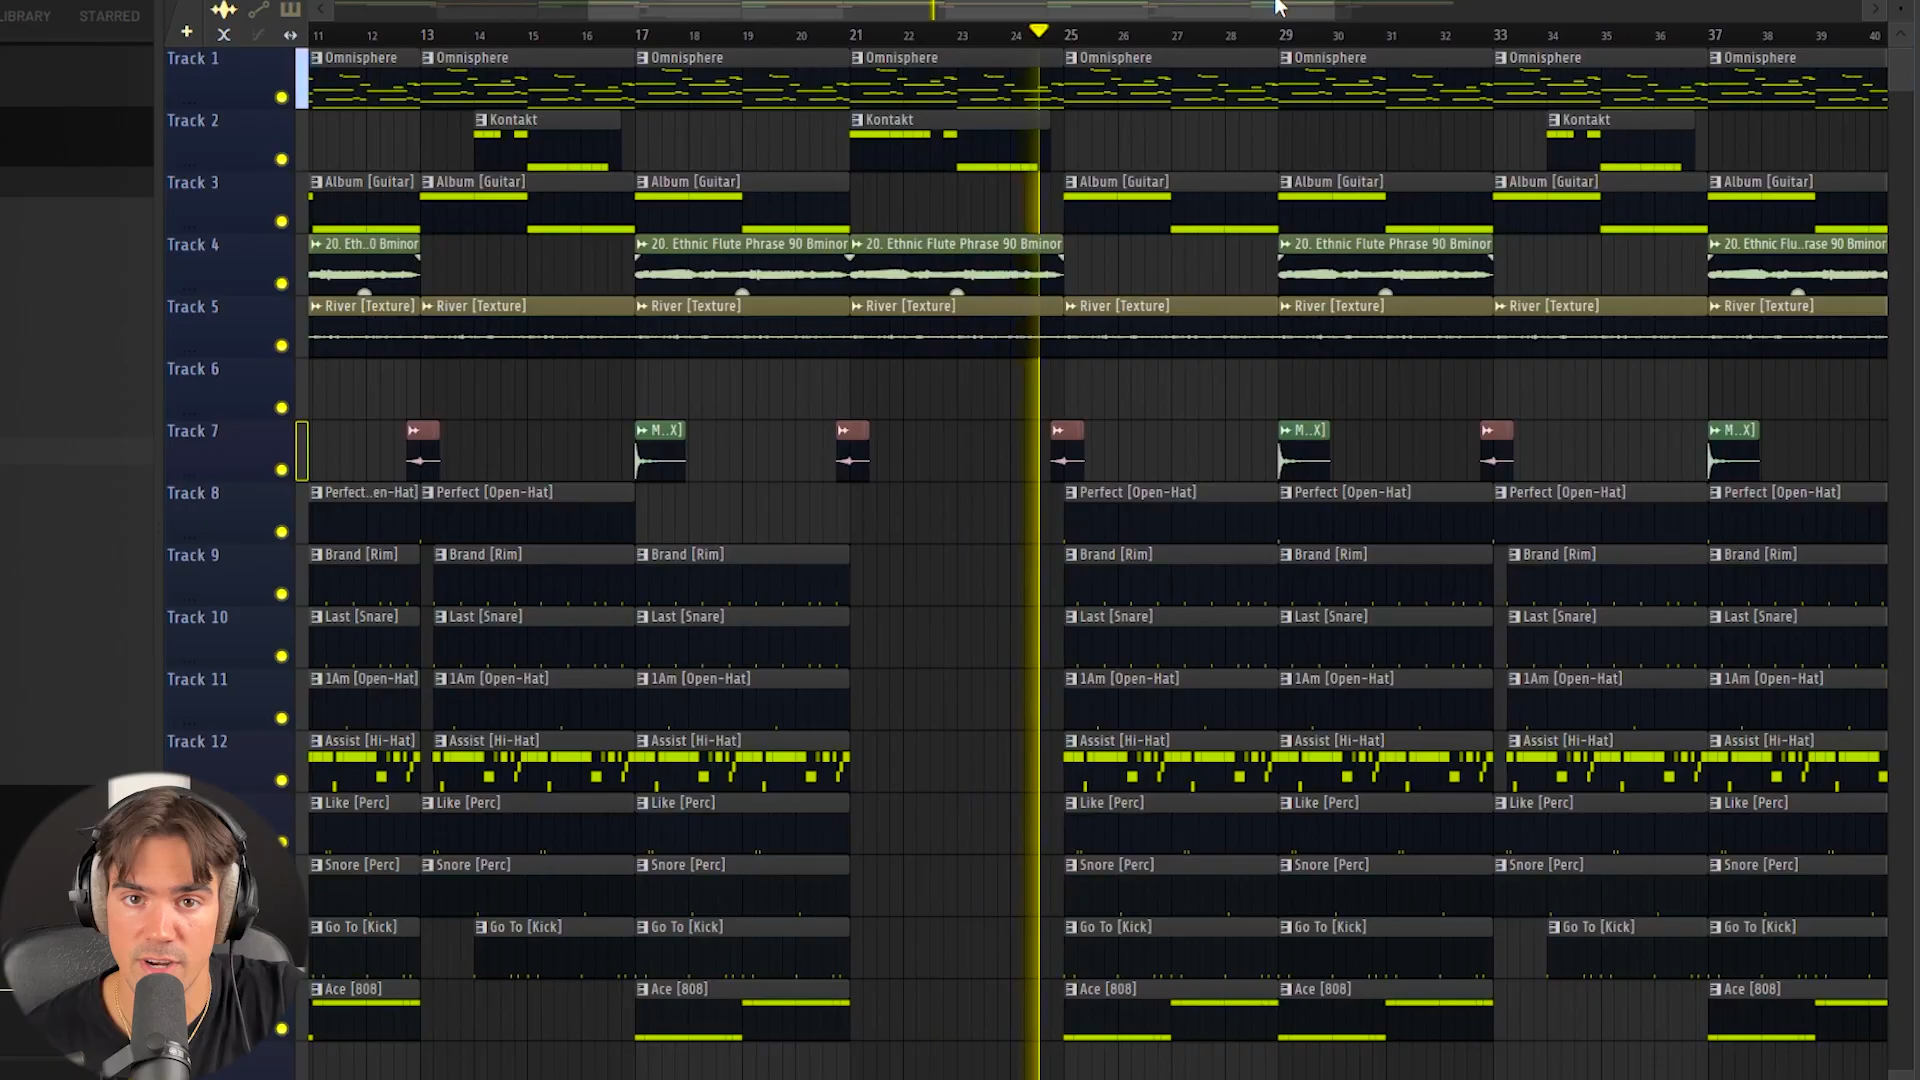 LIBRARY STARRED
11 12 13 14 15 16 17 18 19 20 21 22 23 24 25 26 27 28 29 30 31 32 33 34 35 36 37 38 39 40
Track 1 Omnisphere Omnisphere Omnisphere Omnisphere Omnisphere Omnisphere Omnisphere Omnisphere
Track 2 Kontakt Kontakt Kontakt
Track 3 Album [Guitar] Album [Guitar] Album [Guitar] Album [Guitar] Album [Guitar] Album [Guitar] Album [Guitar]
Track 4 20. Eth..0 Bminor 20. Ethnic Flute Phrase 90 Bminor 20. Ethnic Flute Phrase 90 Bminor 20. Ethnic Flute Phrase 90 Bminor 20. Ethnic Flu..rase 90 Bminor
Track 5 River [Texture] River [Texture] River [Texture] River [Texture] River [Texture] River [Texture] River [Texture] River [Texture]
Track 6
Track 7 M..X] M..X] M..X]
Track 8 Perfect..en-Hat] Perfect [Open-Hat] Perfect [Open-Hat] Perfect [Open-Hat] Perfect [Open-Hat] Perfect [Open-Hat]
Track 9 Brand [Rim] Brand [Rim] Brand [Rim] Brand [Rim] Brand [Rim] Brand [Rim] Brand [Rim]
Track 10 Last [Snare] Last [Snare] Last [Snare] Last [Snare] Last [Snare] Last [Snare] Last [Snare]
Track 11 1Am [Open-Hat] 1Am [Open-Hat] 1Am [Open-Hat] 1Am [Open-Hat] 1Am [Open-Hat] 1Am [Open-Hat] 1Am [Open-Hat]
Track 12 Assist [Hi-Hat] Assist [Hi-Hat] Assist [Hi-Hat] Assist [Hi-Hat] Assist [Hi-Hat] Assist [Hi-Hat] Assist [Hi-Hat]
Like [Perc] Like [Perc] Like [Perc] Like [Perc] Like [Perc] Like [Perc] Like [Perc]
Snore [Perc] Snore [Perc] Snore [Perc] Snore [Perc] Snore [Perc] Snore [Perc] Snore [Perc]
Go To [Kick] Go To [Kick] Go To [Kick] Go To [Kick] Go To [Kick] Go To [Kick] Go To [Kick]
Ace [808] Ace [808] Ace [808] Ace [808] Ace [808]